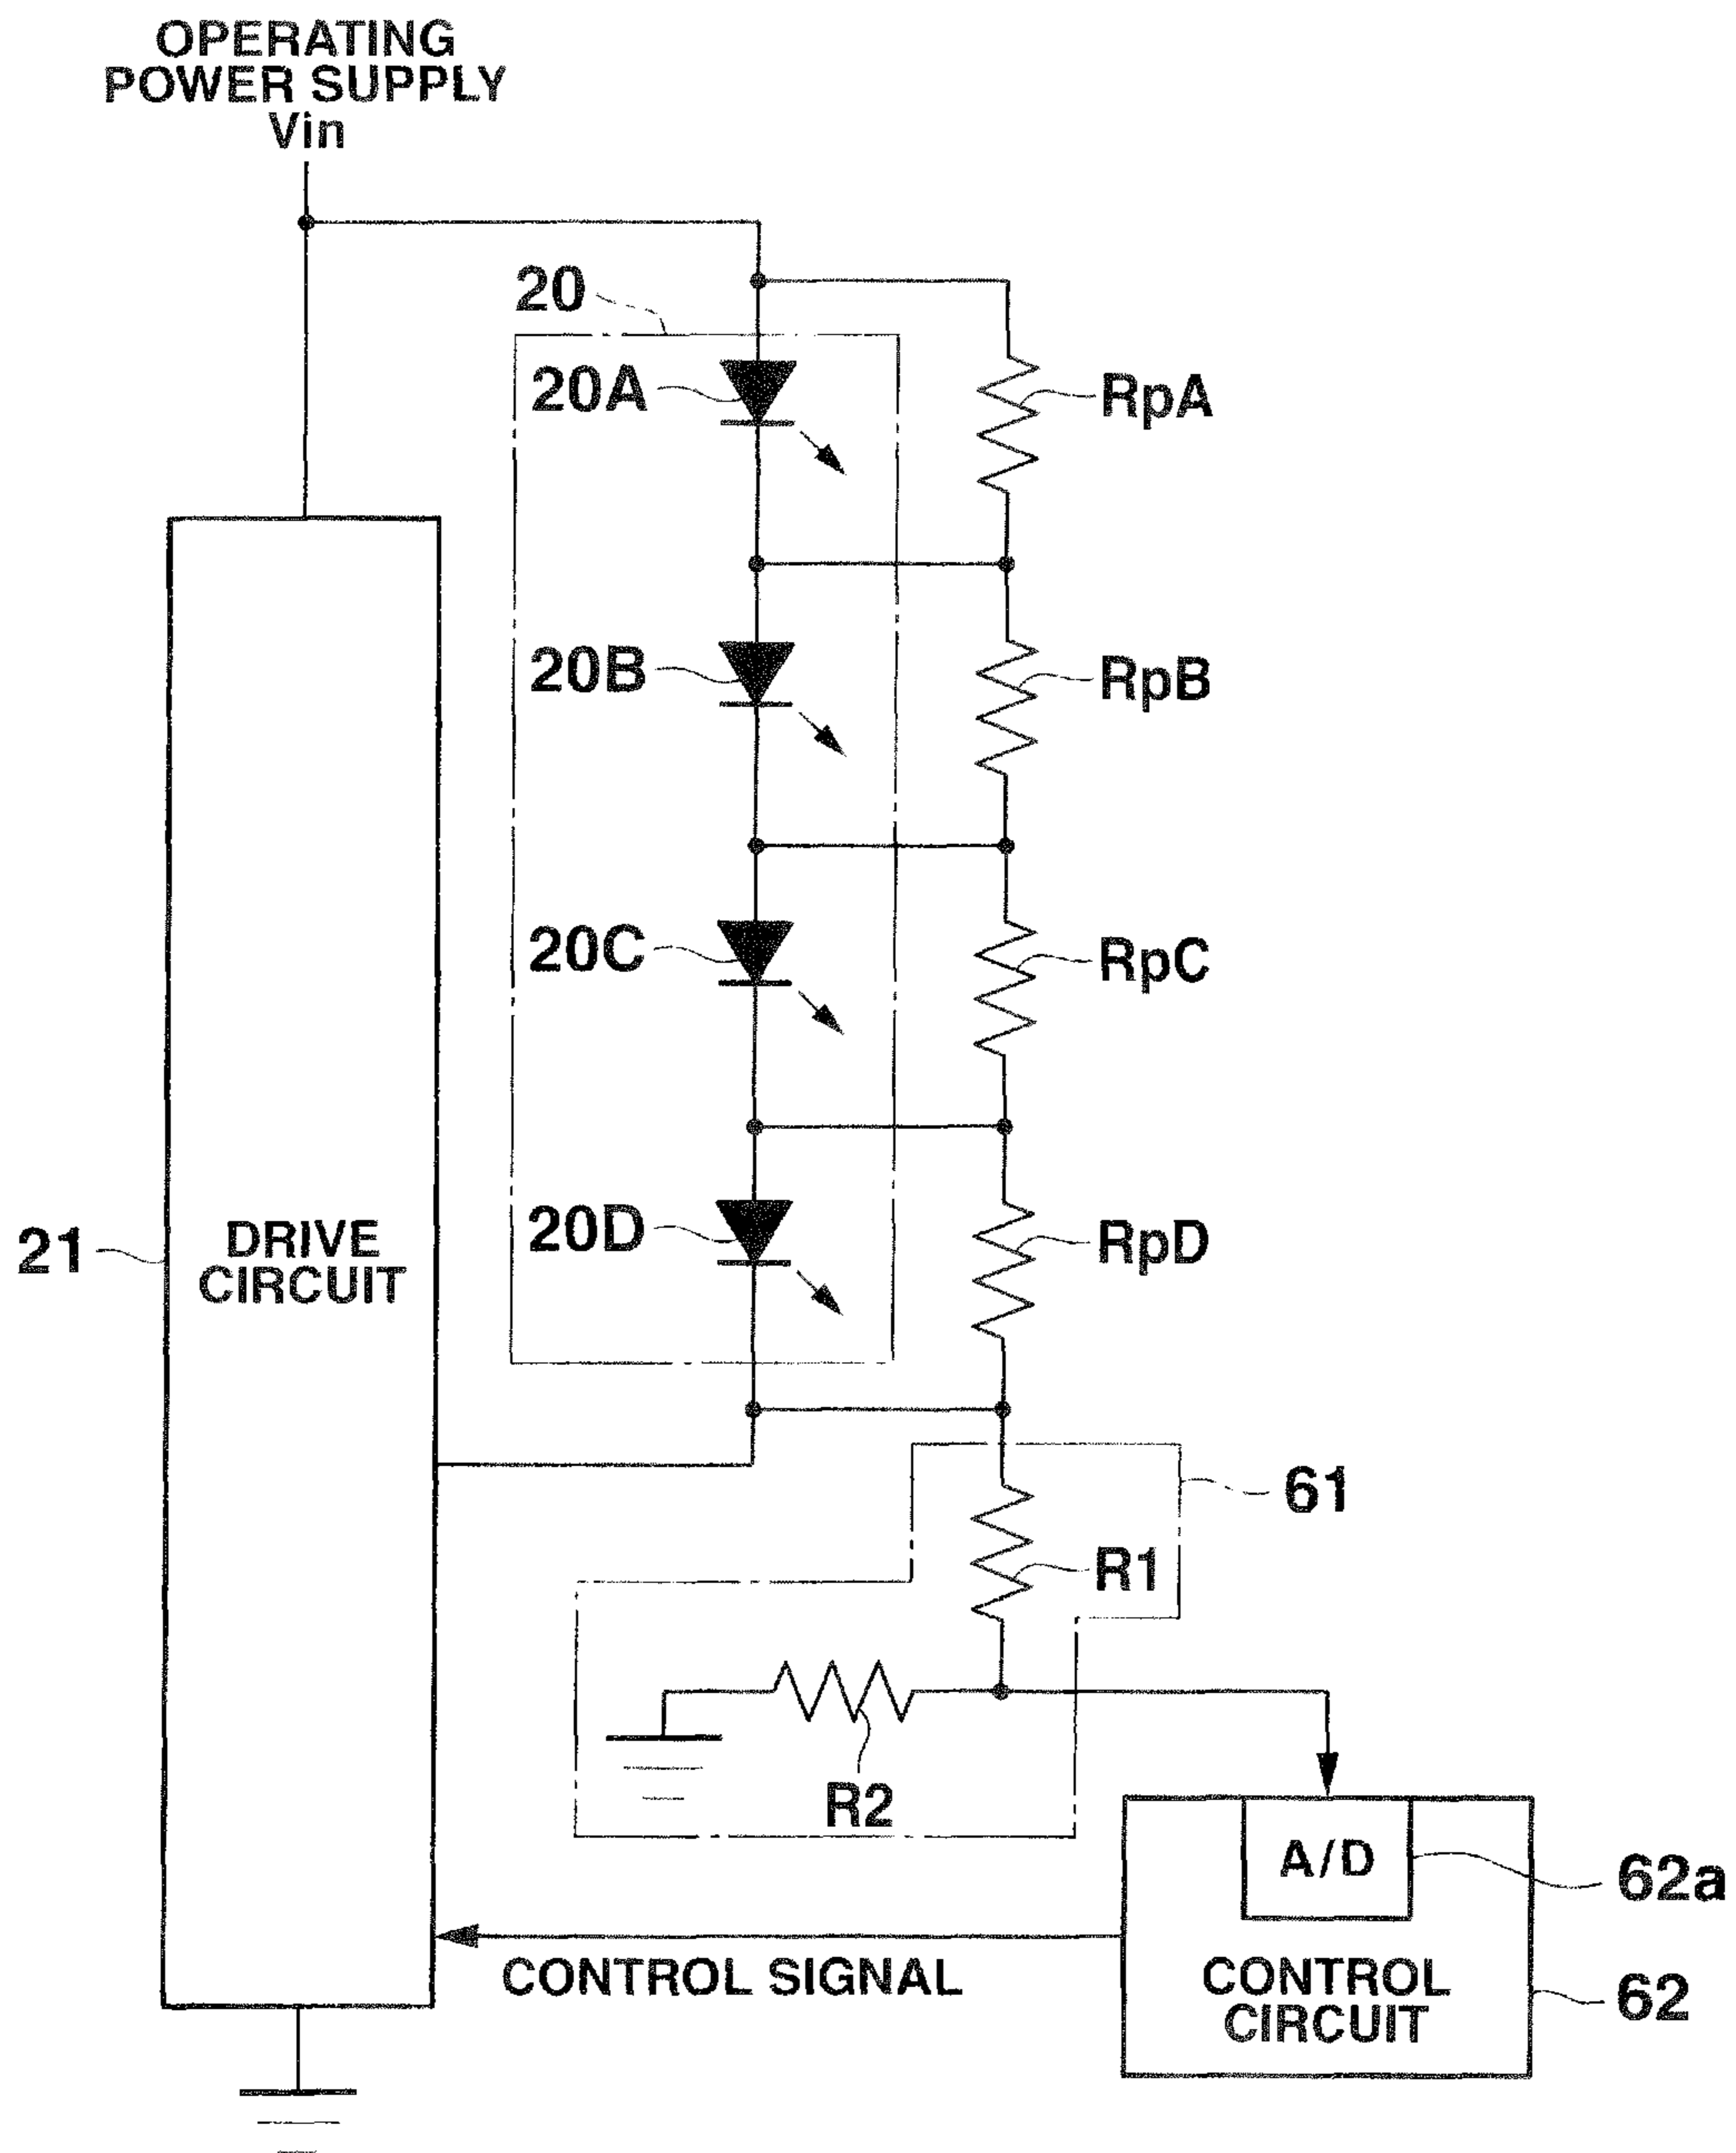 OPERATING
POWER SUPPLY
Vin
20
20A
RpA
20B
RpB
20C
RpC
20D
RpD
21
DRIVE
CIRCUIT
61
R1
R2
A/D
62a
CONTROL SIGNAL
CONTROL
CIRCUIT
62